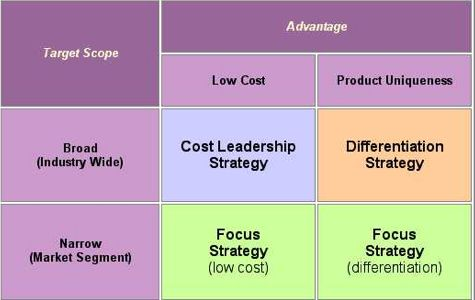 Target Scope
Advantage
Low Cost
Product Uniqueness
Broad
(Industry Wide)
Cost Leadership
Strategy
Differentiation
Strategy
Narrow
(Market Segment)
Focus
Strategy
(low cost)
Focus
Strategy
(differentiation)